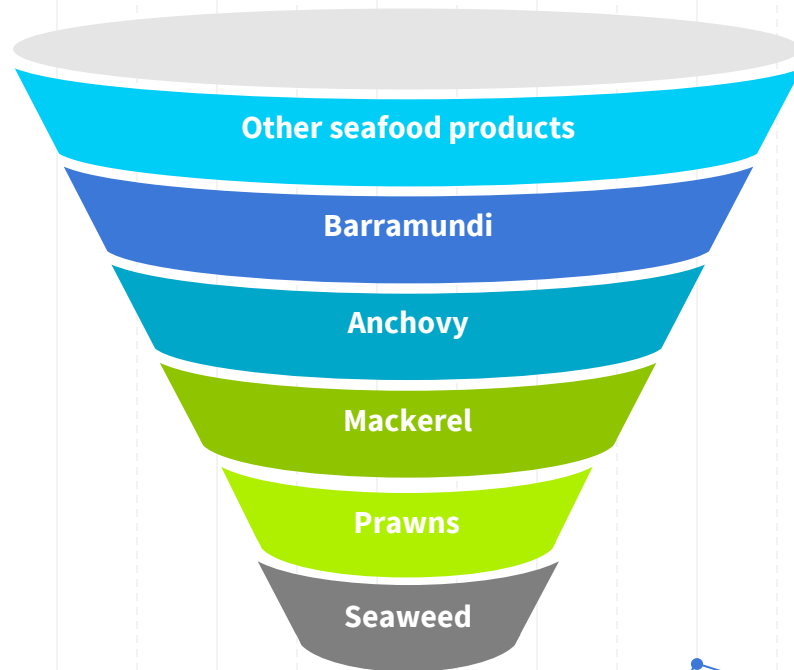 Other seafood products
Barramundi
Anchovy
Mackerel
Prawns
Seaweed